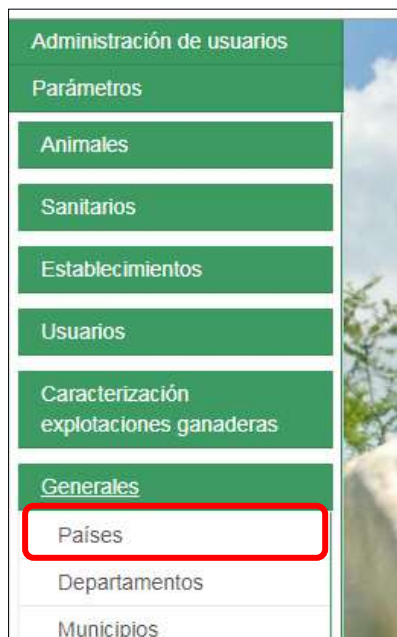 Administración de usuarios
Parámetros
Animales
Sanitarios
Establecimientos
Usuarios
Caracterización
explotaciones ganaderas
Generales
Países
Departamentos
Municipios